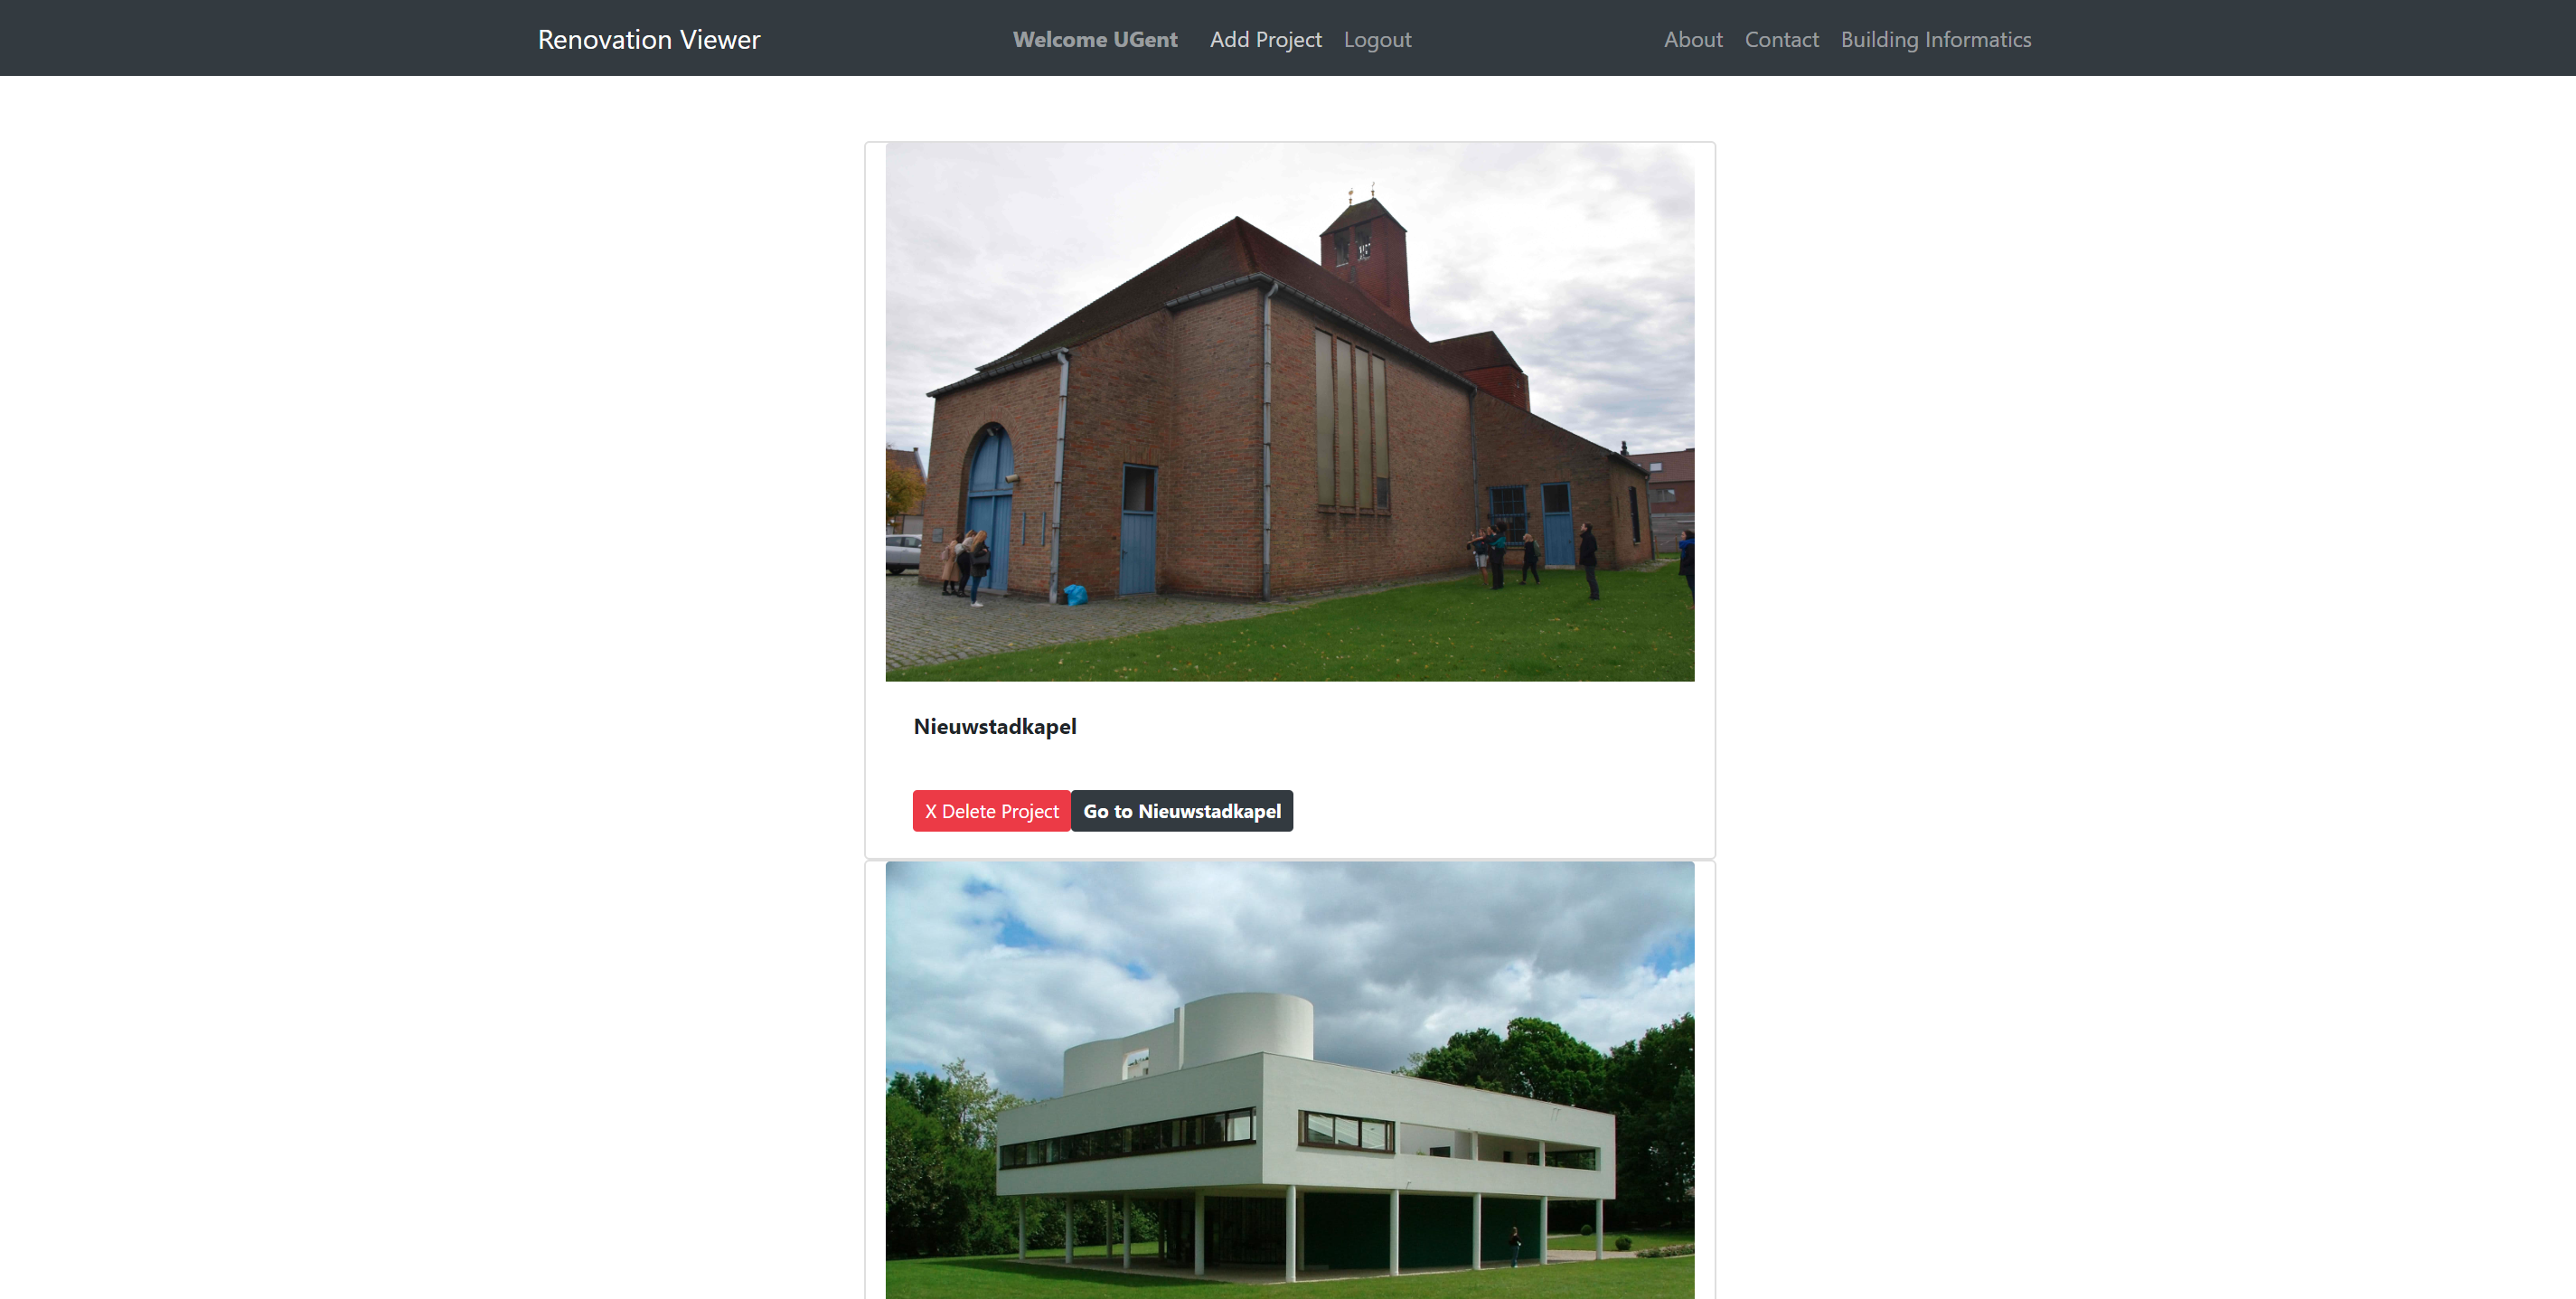 Renovation Viewer
Welcome UGent Add Project Logout
About Contact Building Informatics
Nieuwstadkapel
X Delete Project Go to Nieuwstadkapel